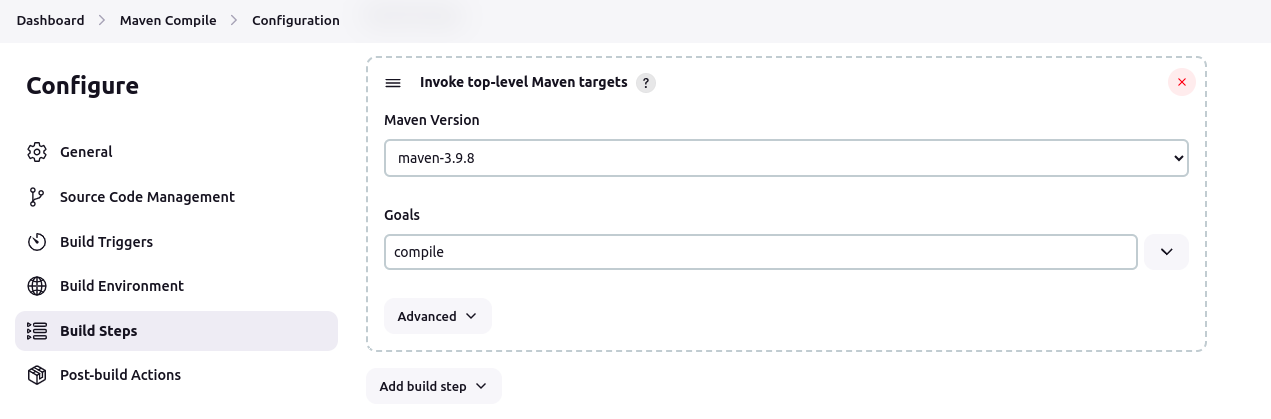 Dashboard > Maven Compile > Configuration
Configure
General
Source Code Management
Build Triggers
Build Environment
Build Steps
Post-build Actions
Invoke top-level Maven targets ?
Maven Version
maven-3.9.8
Goals
compile
Advanced
Add build step